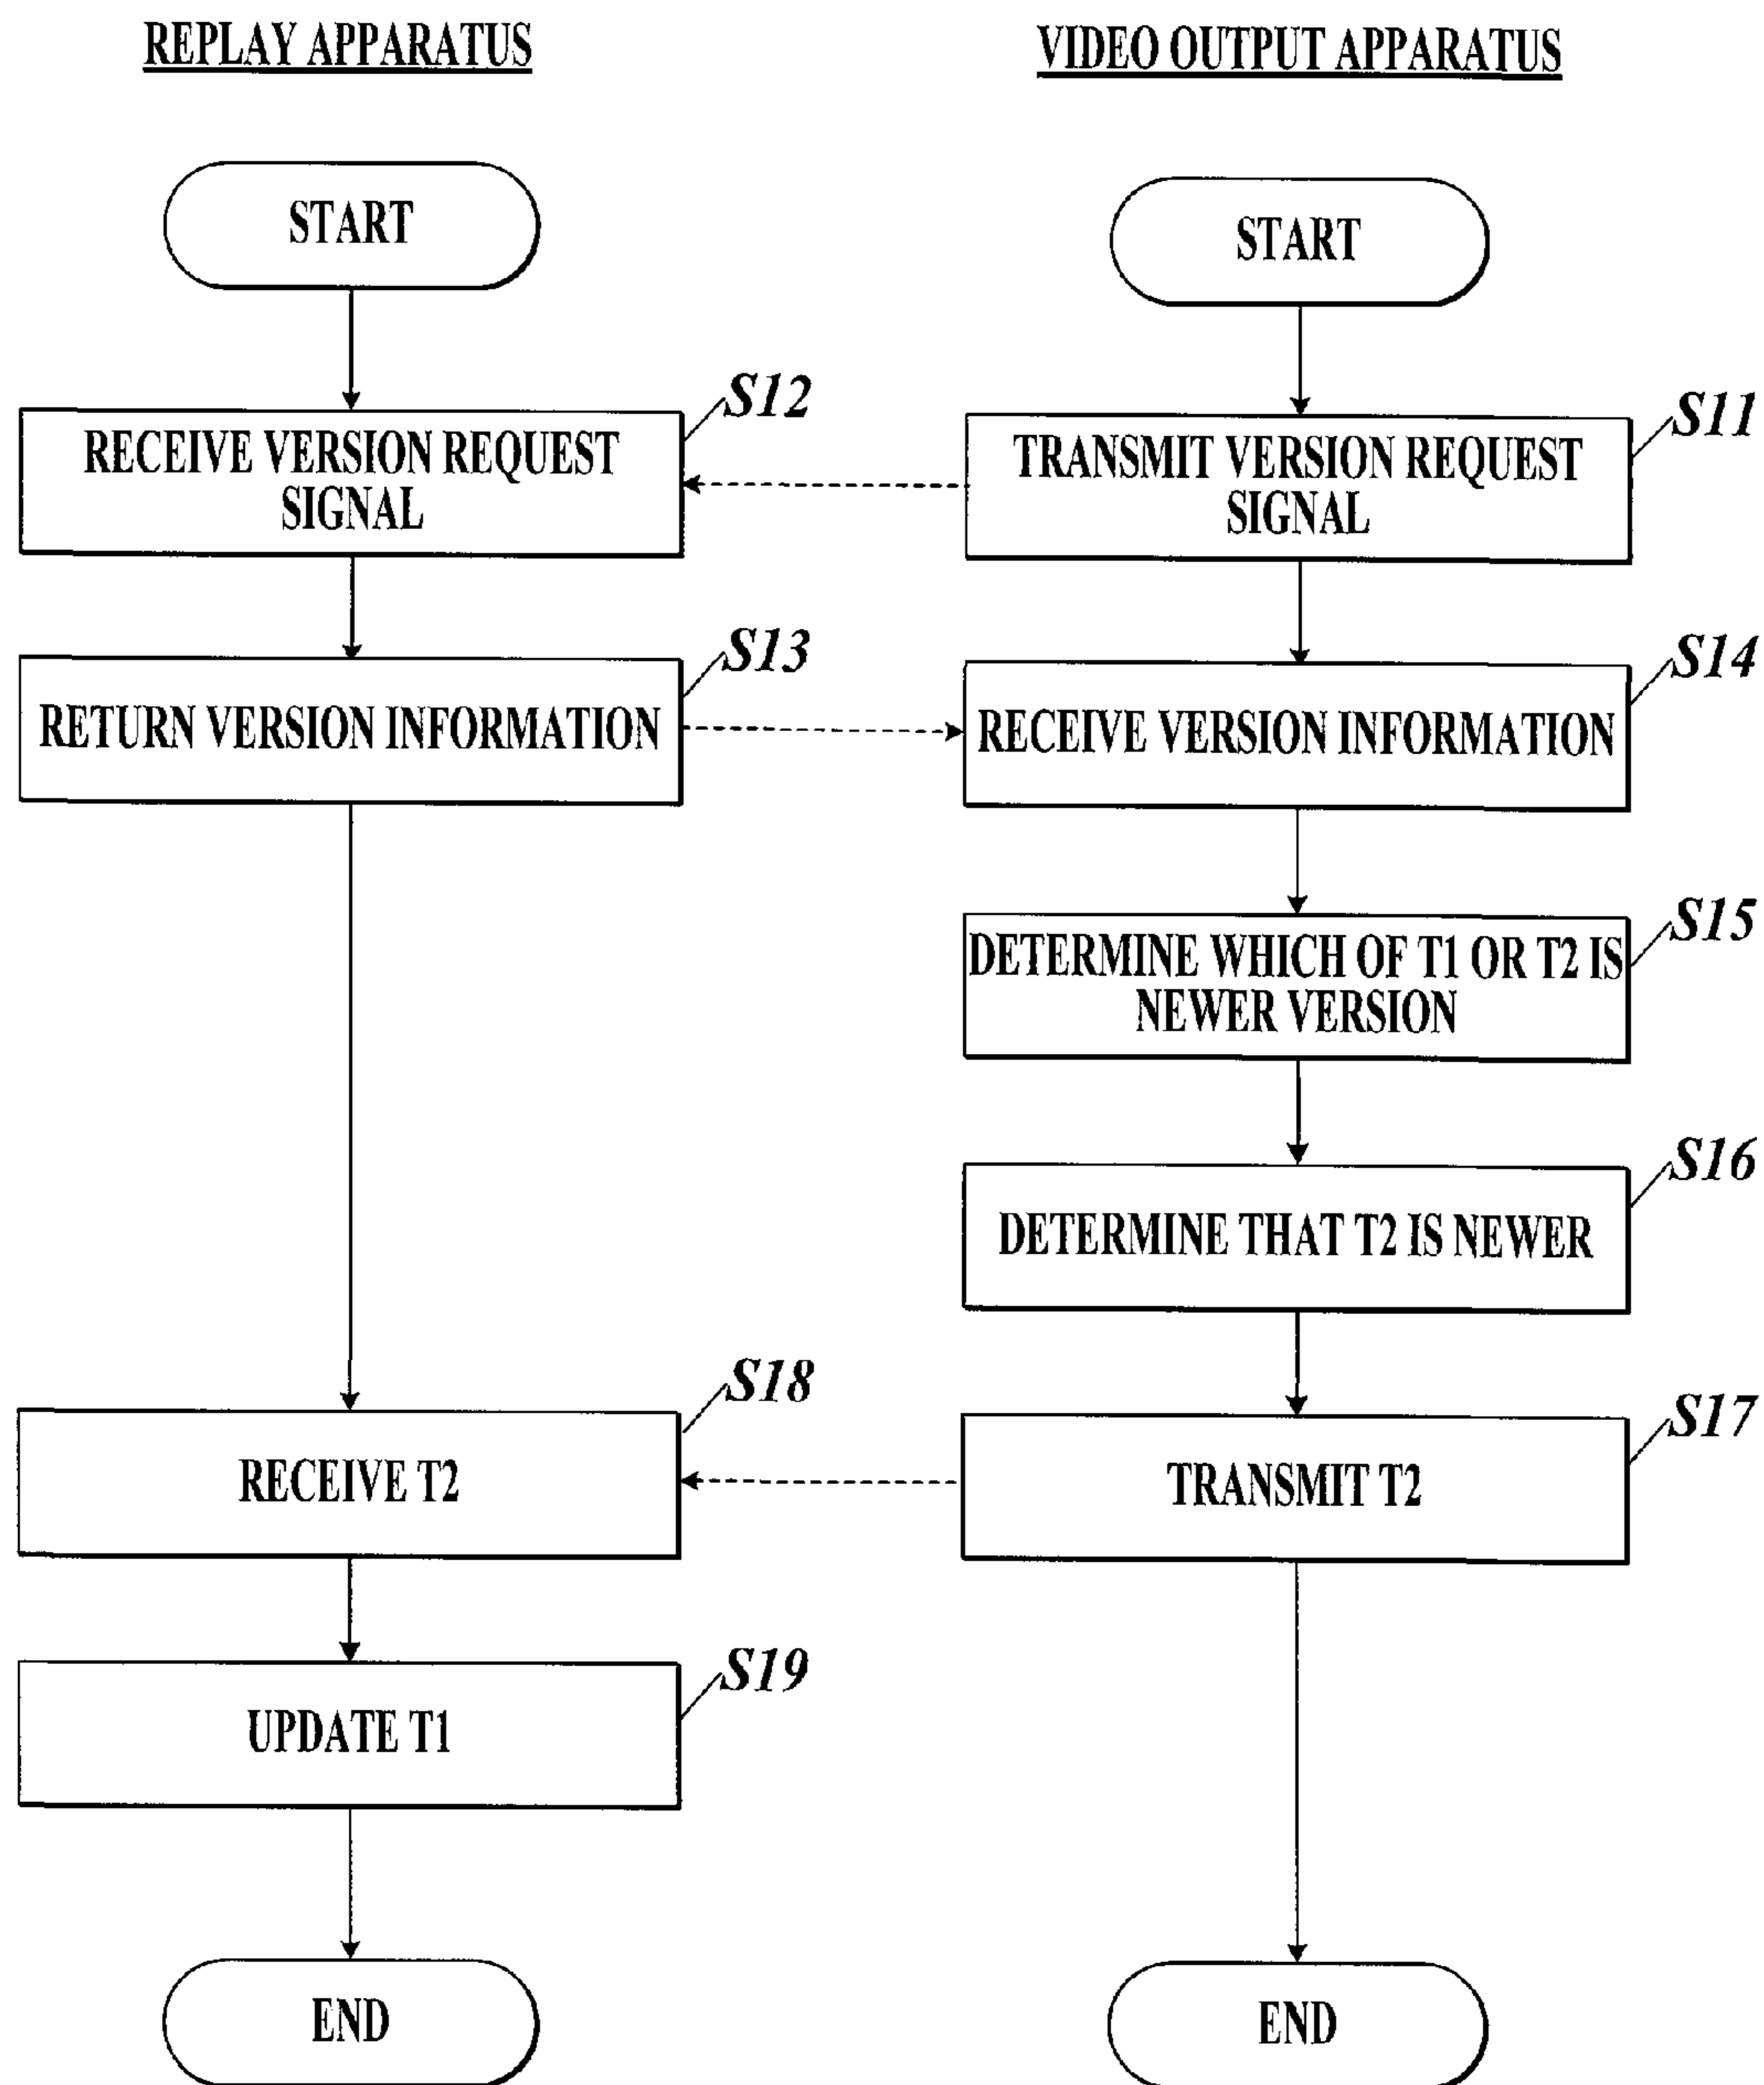 REPLAY APPARATUS
VIDEO OUTPUT APPARATUS
START
START
S12
S11
RECEIVE VERSION REQUEST
SIGNAL
TRANSMIT VERSION REQUEST
SIGNAL
S13
S14
RETURN VERSION INFORMATION
RECEIVE VERSION INFORMATION
S15
DETERMINE WHICH OF T1 OR T2 IS
NEWER VERSION
S16
DETERMINE THAT T2 IS NEWER
S18
S17
RECEIVE T2
TRANSMIT T2
S19
UPDATE T1
END
END